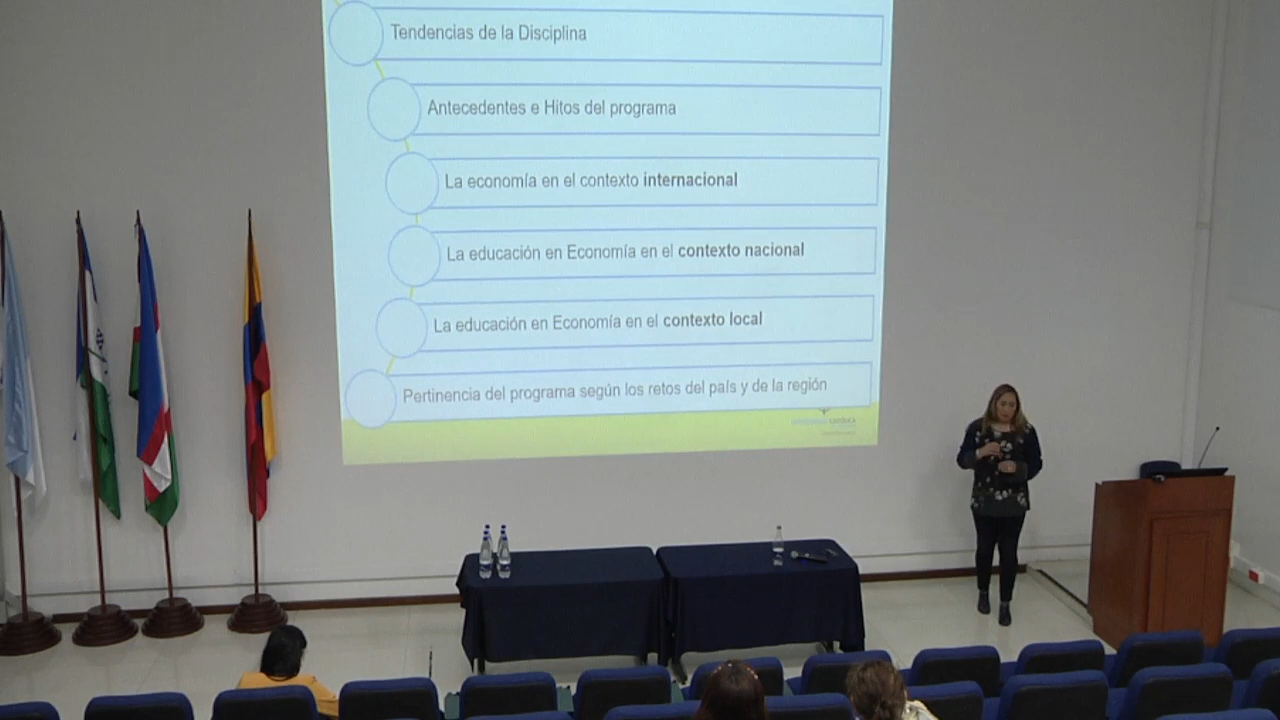 Tendencias de la Disciplina
Antecedentes e Hitos del programa
La economía en el contexto internacional
La educación en Economía en el contexto nacional
La educación en Economía en el contexto local
Pertinencia del programa según los retos del país y de la región
CATÓLICA